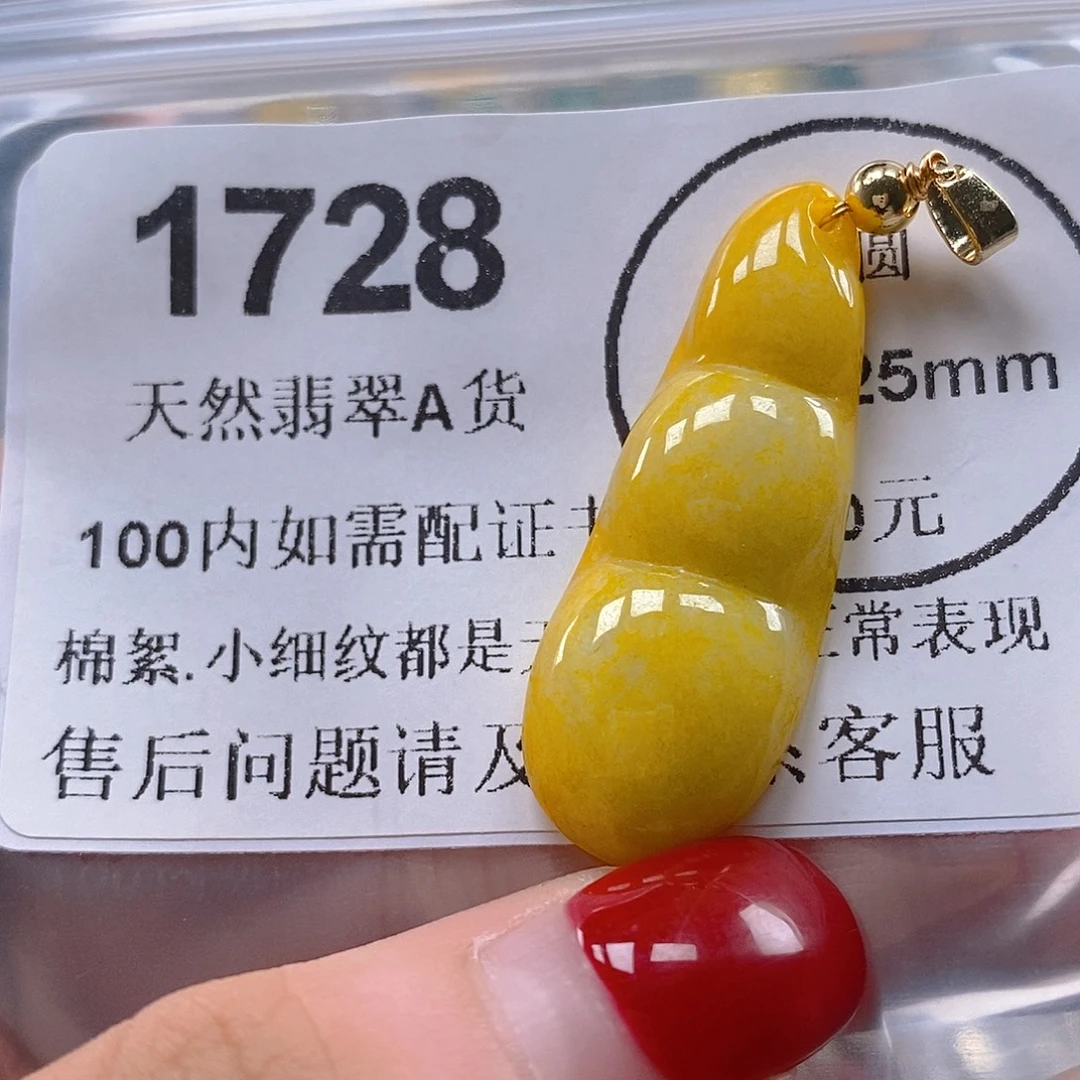 1728
圆
天然翡翠A货
25mm
100内如需配证 0元
棉絮.小细纹都是 常表现
售后问题请及 客服